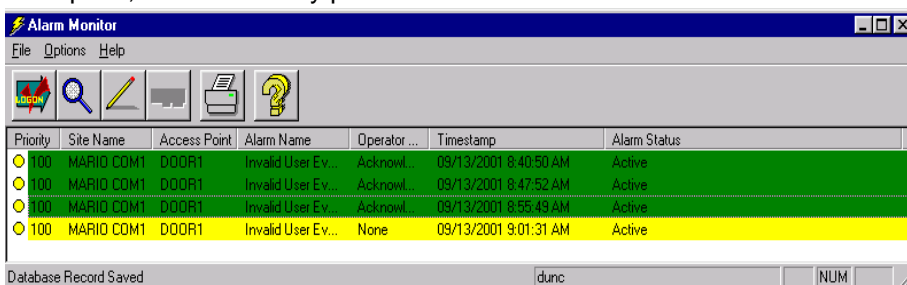 Alarm Monitor
File Options Help
LOGON
Priority Site Name Access Point Alarm Name Operator ... Timestamp Alarm Status
100 MARIO COM1 DOOR1 Invalid User Ev... Acknowl... 09/13/2001 8:40:50 AM Active
100 MARIO COM1 DOOR1 Invalid User Ev... Acknowl... 09/13/2001 8:47:52 AM Active
100 MARIO COM1 DOOR1 Invalid User Ev... Acknowl... 09/13/2001 8:55:49 AM Active
100 MARIO COM1 DOOR1 Invalid User Ev... None 09/13/2001 9:01:31 AM Active
Database Record Saved dunc NUM